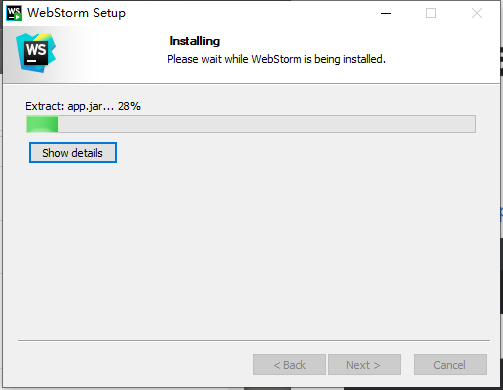 WS WebStorm Setup
WS
Installing
Please wait while WebStorm is being installed.
Extract: app.jar... 28%
Show details
< Back
Next >
Cancel